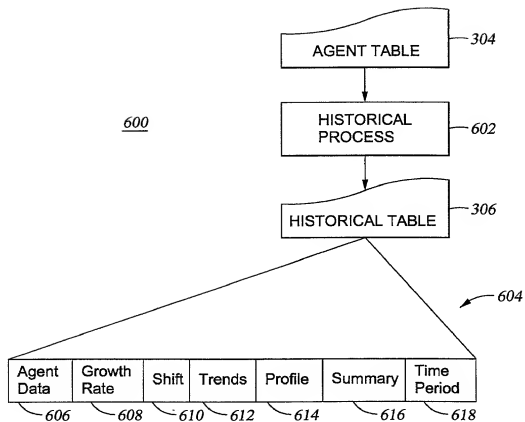 AGENT TABLE
304
600
HISTORICAL
PROCESS
602
HISTORICAL TABLE
306
604
Agent Growth Shift Trends Profile Summary Time
Data Rate Period
606 608 610 612 614 616 618